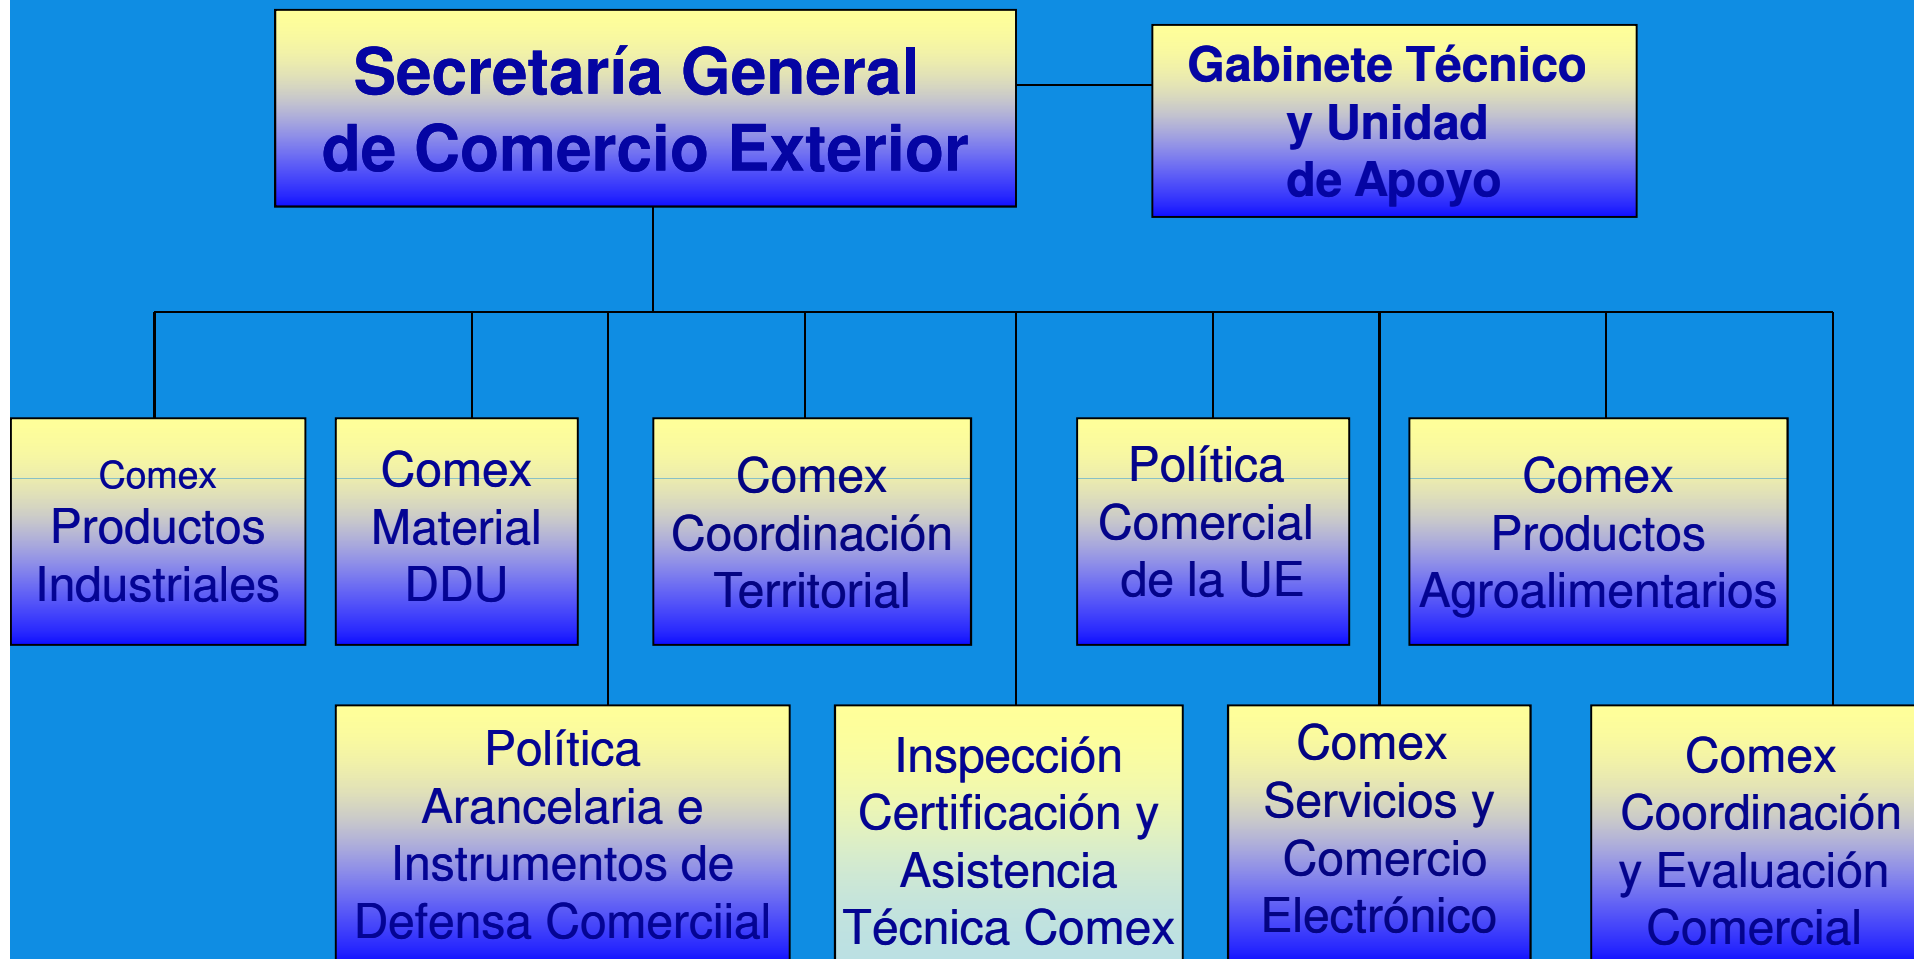 Secretaría General
de Comercio Exterior
Gabinete Técnico
y Unidad
de Apoyo
Comex
Productos
Industriales
Comex
Material
DDU
Comex
Coordinación
Territorial
Política
Comercial
de la UE
Comex
Productos
Agroalimentarios
Política
Arancelaria e
Instrumentos de
Defensa Comerciial
Inspección
Certificación y
Asistencia
Técnica Comex
Comex
Servicios y
Comercio
Electrónico
Comex
Coordinación
y Evaluación
Comercial